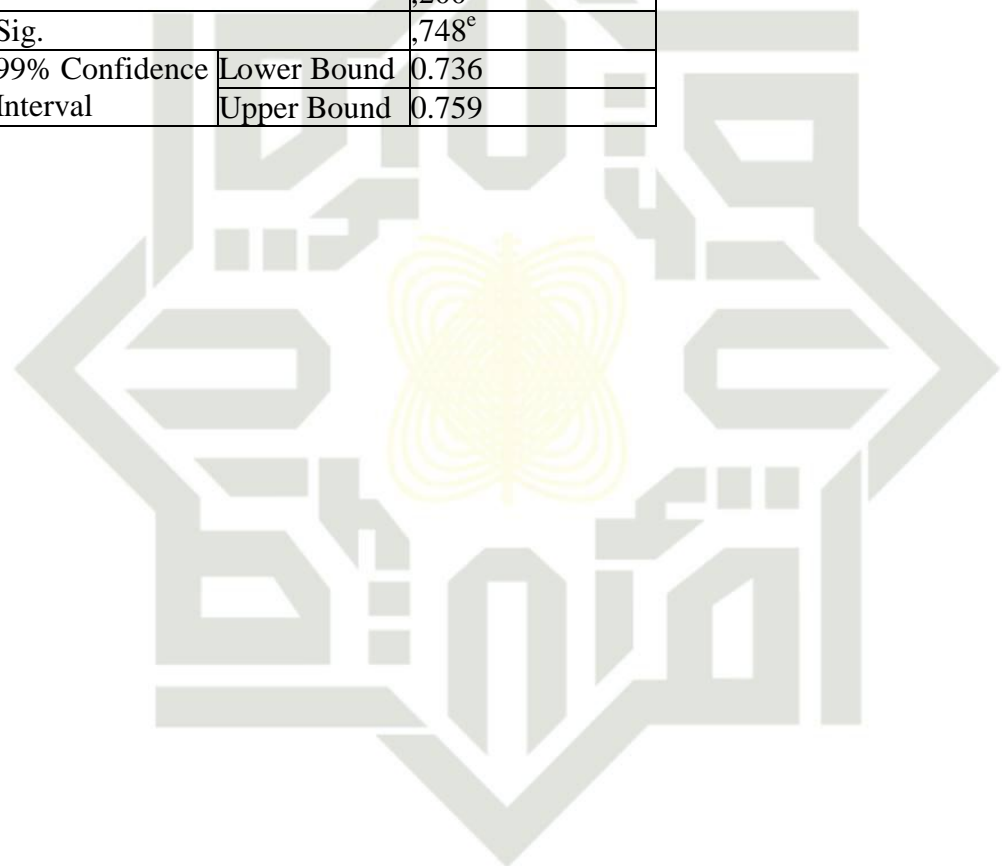 Sig. ,748e
99% Confidence Interval Lower Bound 0.736
Upper Bound 0.759